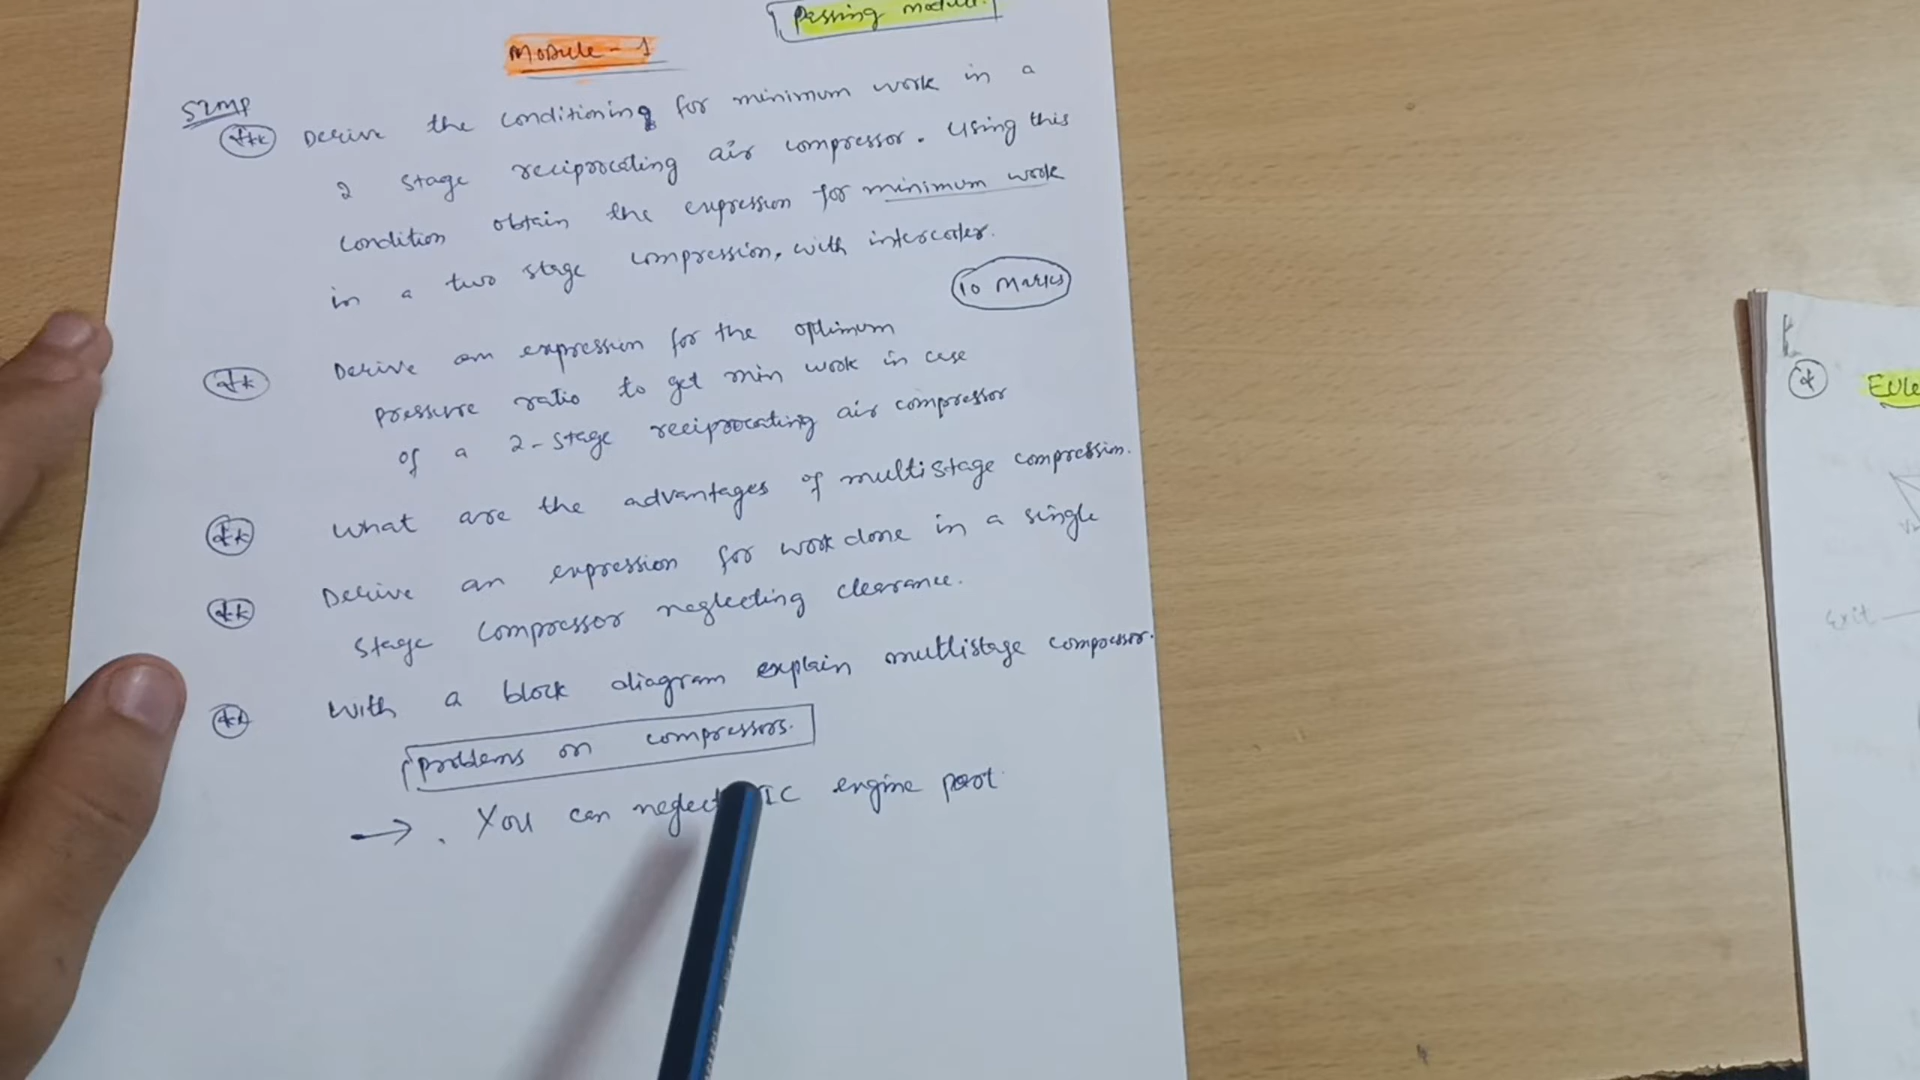 Passing module.
Module - 1
SIMP
Derive the conditioning for minimum work in a
2 stage reciprocating air compressor. Using this
condition obtain the expression for minimum work
in a two stage compression, with intercooler.
10 Marks
Derive an expression for the optimum
pressure ratio to get min work in case
of a 2-stage reciprocating air compressor
What are the advantages of multistage compression.
Derive an expression for work done in a single
stage compressor neglecting clearance.
With a block diagram explain multistage compressor.
Problems on compressors.
→ . You can neglect IC engine part
Exit